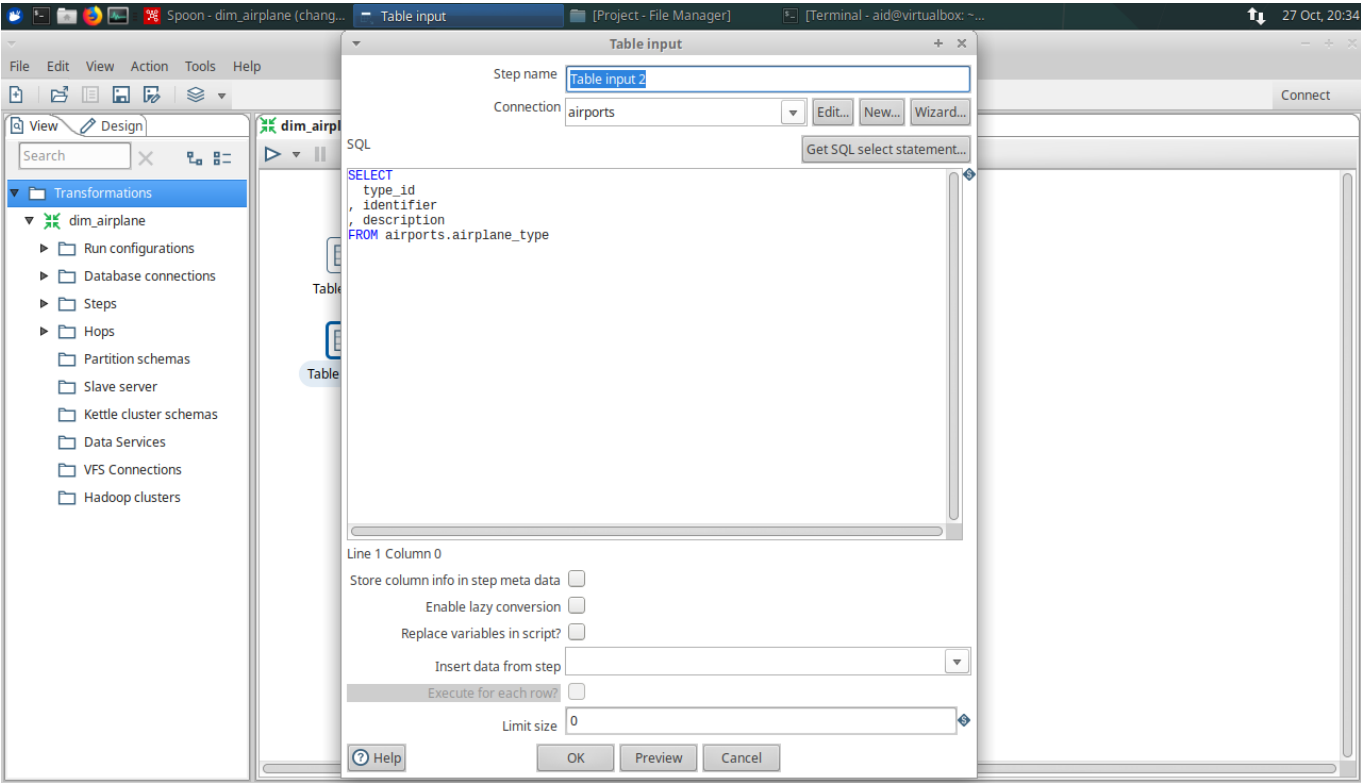 Spoon - dim_airplane (chang...
Table input
[Project - File Manager]
[Terminal - aid@virtualbox: ~...
27 Oct, 20:34
Table input
File Edit View Action Tools Help
Connect
View
Design
Search
Transformations
dim_airplane
Run configurations
Database connections
Steps
Hops
Partition schemas
Slave server
Kettle cluster schemas
Data Services
VFS Connections
Hadoop clusters
dim_airpl
Table
Table
Step name
Table input 2
Connection
airports
Edit...
New...
Wizard...
SQL
Get SQL select statement...
SELECT
type_id
, identifier
, description
FROM airports.airplane_type
Line 1 Column 0
Store column info in step meta data
Enable lazy conversion
Replace variables in script?
Insert data from step
Execute for each row?
Limit size
0
Help
OK
Preview
Cancel